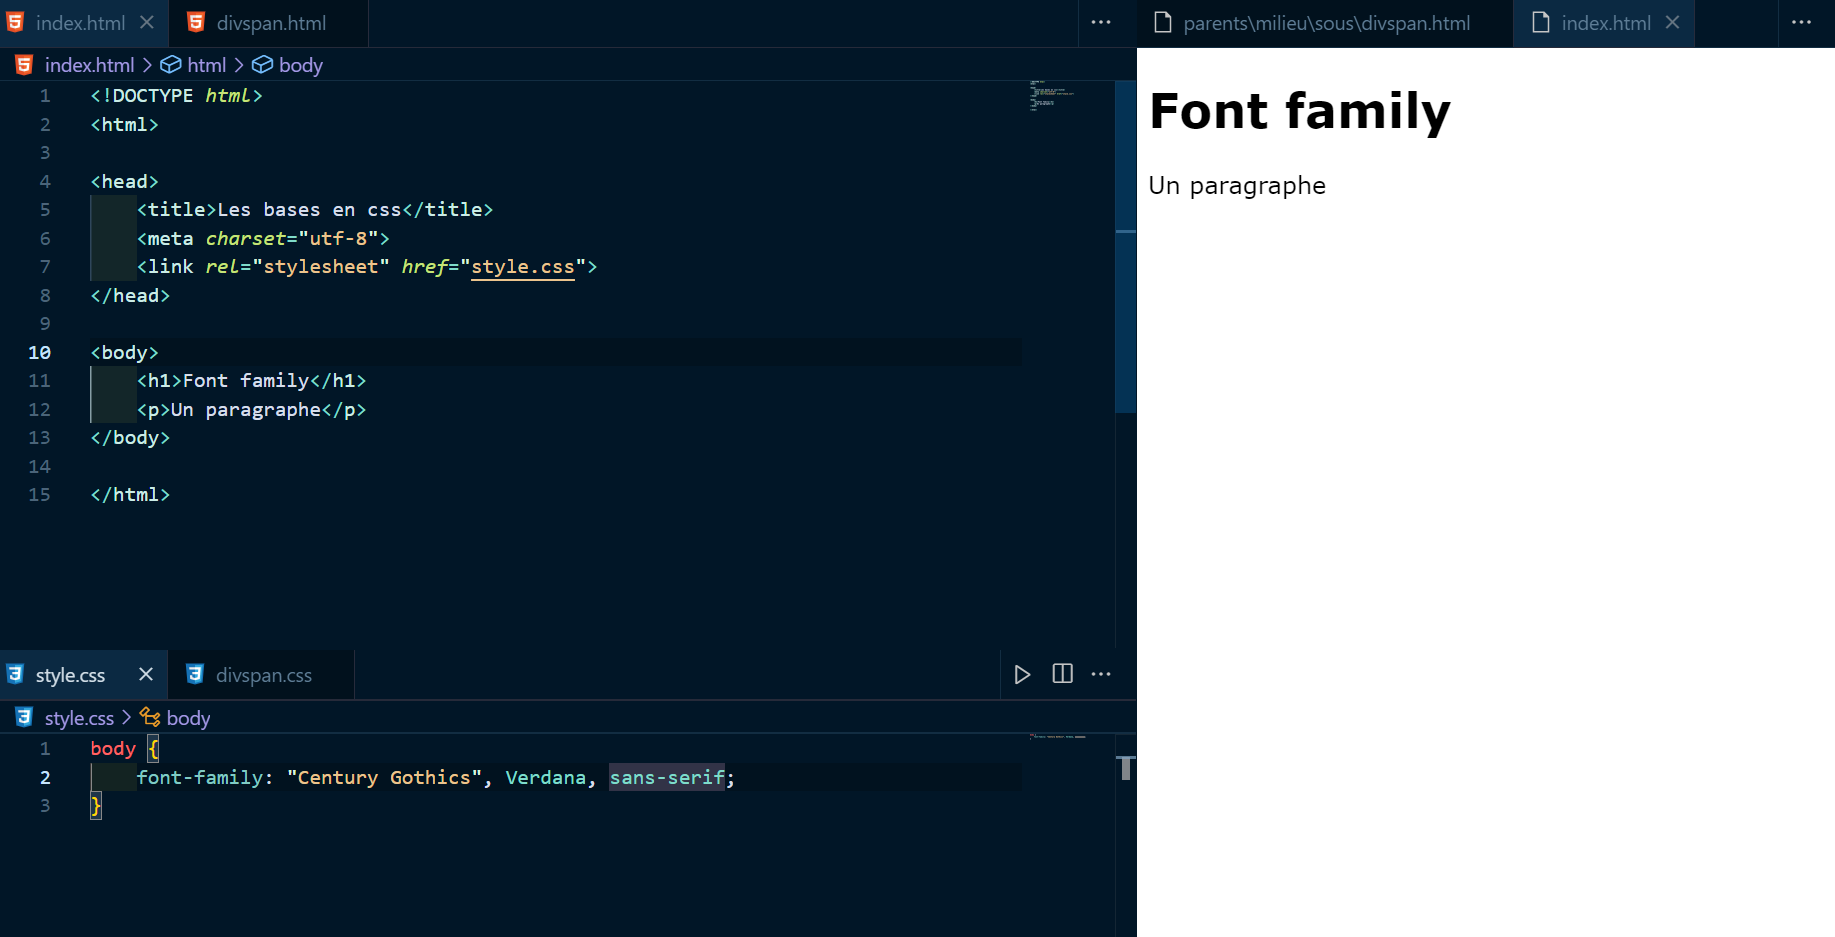 index.html divspan.html
index.html > html > body
1 <!DOCTYPE html>
2 <html>
3
4 <head>
5 <title>Les bases en css</title>
6 <meta charset="utf-8">
7 <link rel="stylesheet" href="style.css">
8 </head>
9
10 <body>
11 <h1>Font family</h1>
12 <p>Un paragraphe</p>
13 </body>
14
15 </html>
style.css divspan.css
style.css > body
1 body {
2 font-family: "Century Gothics", Verdana, sans-serif;
3 }
parents\milieu\sous\divspan.html index.html
Font family
Un paragraphe